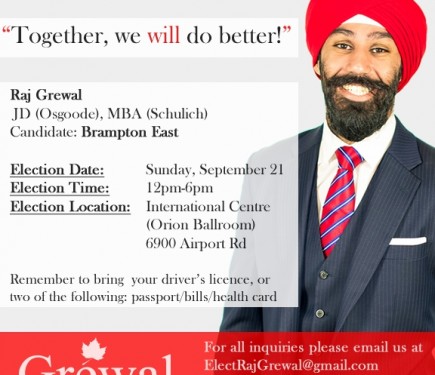 “Together, we will do better!”
Raj Grewal
JD (Osgoode), MBA (Schulich)
Candidate: Brampton East
Election Date: Sunday, September 21
Election Time: 12pm-6pm
Election Location: International Centre
(Orion Ballroom)
6900 Airport Rd
Remember to bring your driver's licence, or
two of the following: passport/bills/health card
Grewal
For all inquiries please email us at
ElectRajGrewal@gmail.com